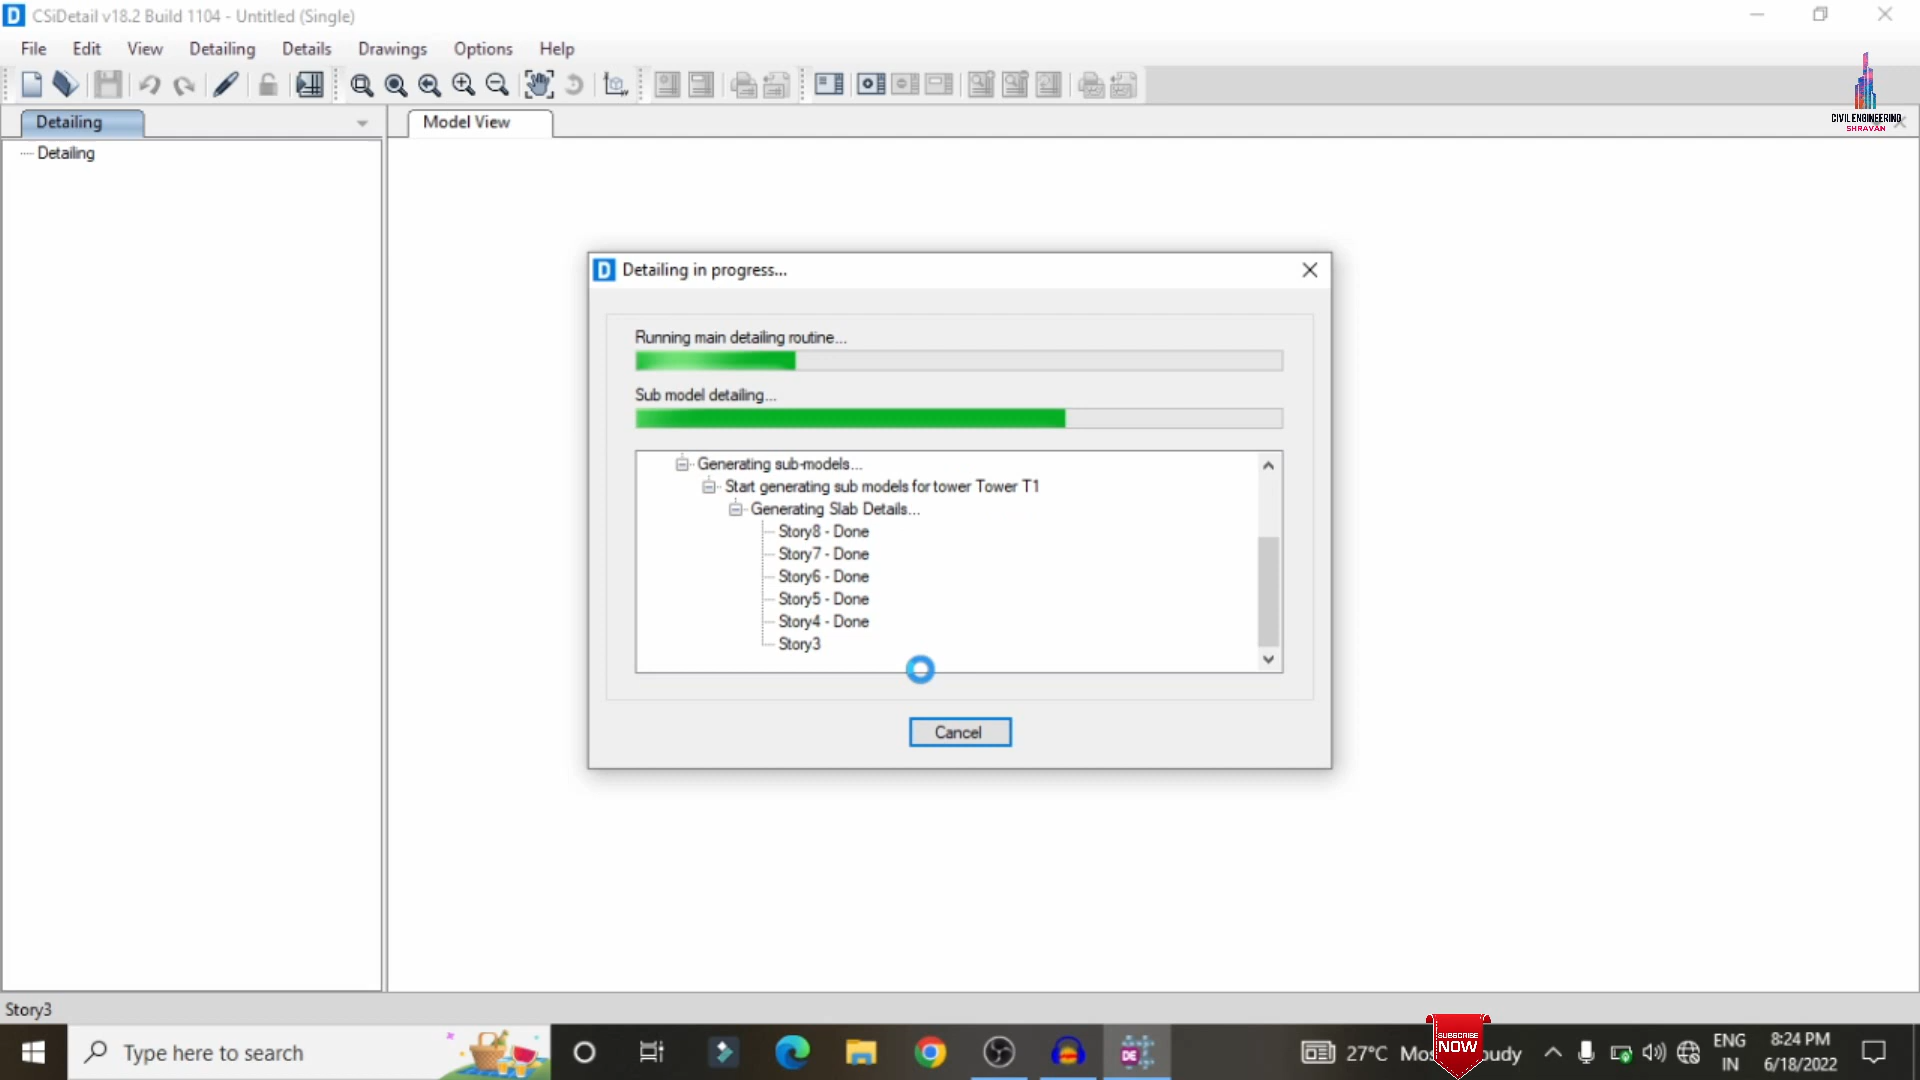 CSiDetail v18.2 Build 1104 - Untitled (Single)
File Edit View Detailing Details Drawings Options Help
CIVIL ENGINEERING
SHRAVAN
Detailing
Model View
Detailing
Detailing in progress...
Running main detailing routine...
Sub model detailing...
Generating sub-models...
Start generating sub models for tower Tower T1
Generating Slab Details...
Story8 - Done
Story7 - Done
Story6 - Done
Story5 - Done
Story4 - Done
Story3
Cancel
Story3
Type here to search
DE
27°C
SUBSCRIBE
NOW
ENG
IN
8:24 PM
6/18/2022